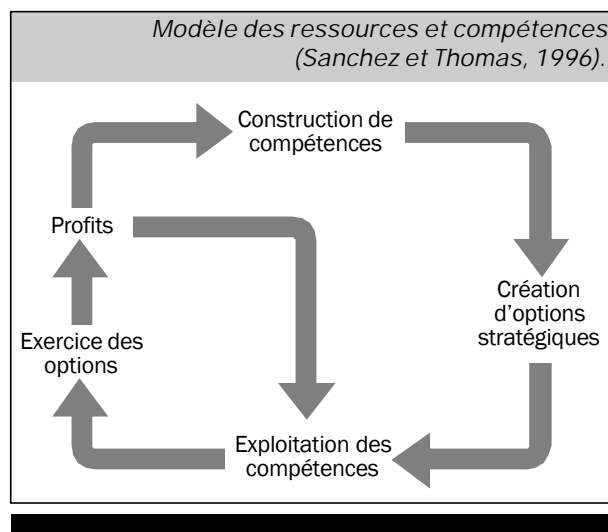 Modèle des ressources et compétences
(Sanchez et Thomas, 1996).
Construction de
compétences
Profits
Création
d'options
stratégiques
Exercice des
options
Exploitation des
compétences